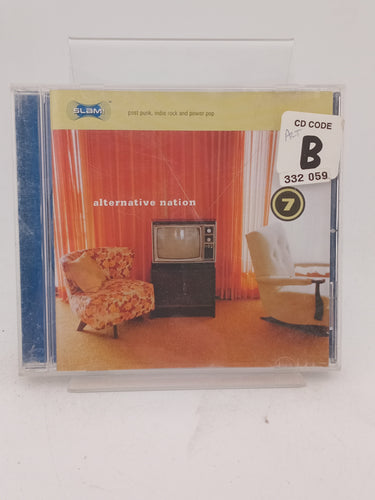 SLAM!
post punk, indie rock and power pop
CD CODE
B
332 059
alternative nation
7